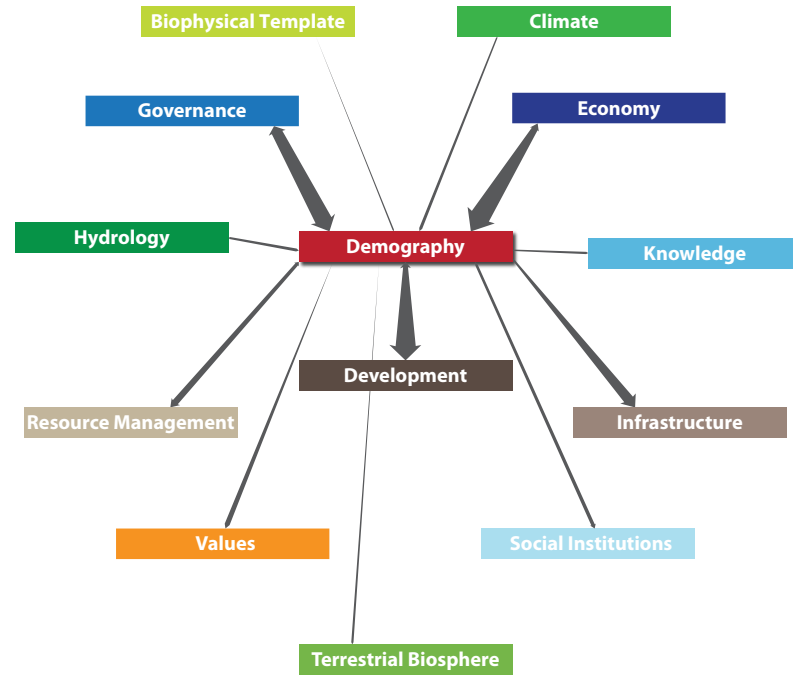 Biophysical Template
Climate
Governance
Economy
Hydrology
Demography
Knowledge
Development
Resource Management
Infrastructure
Values
Social Institutions
Terrestrial Biosphere